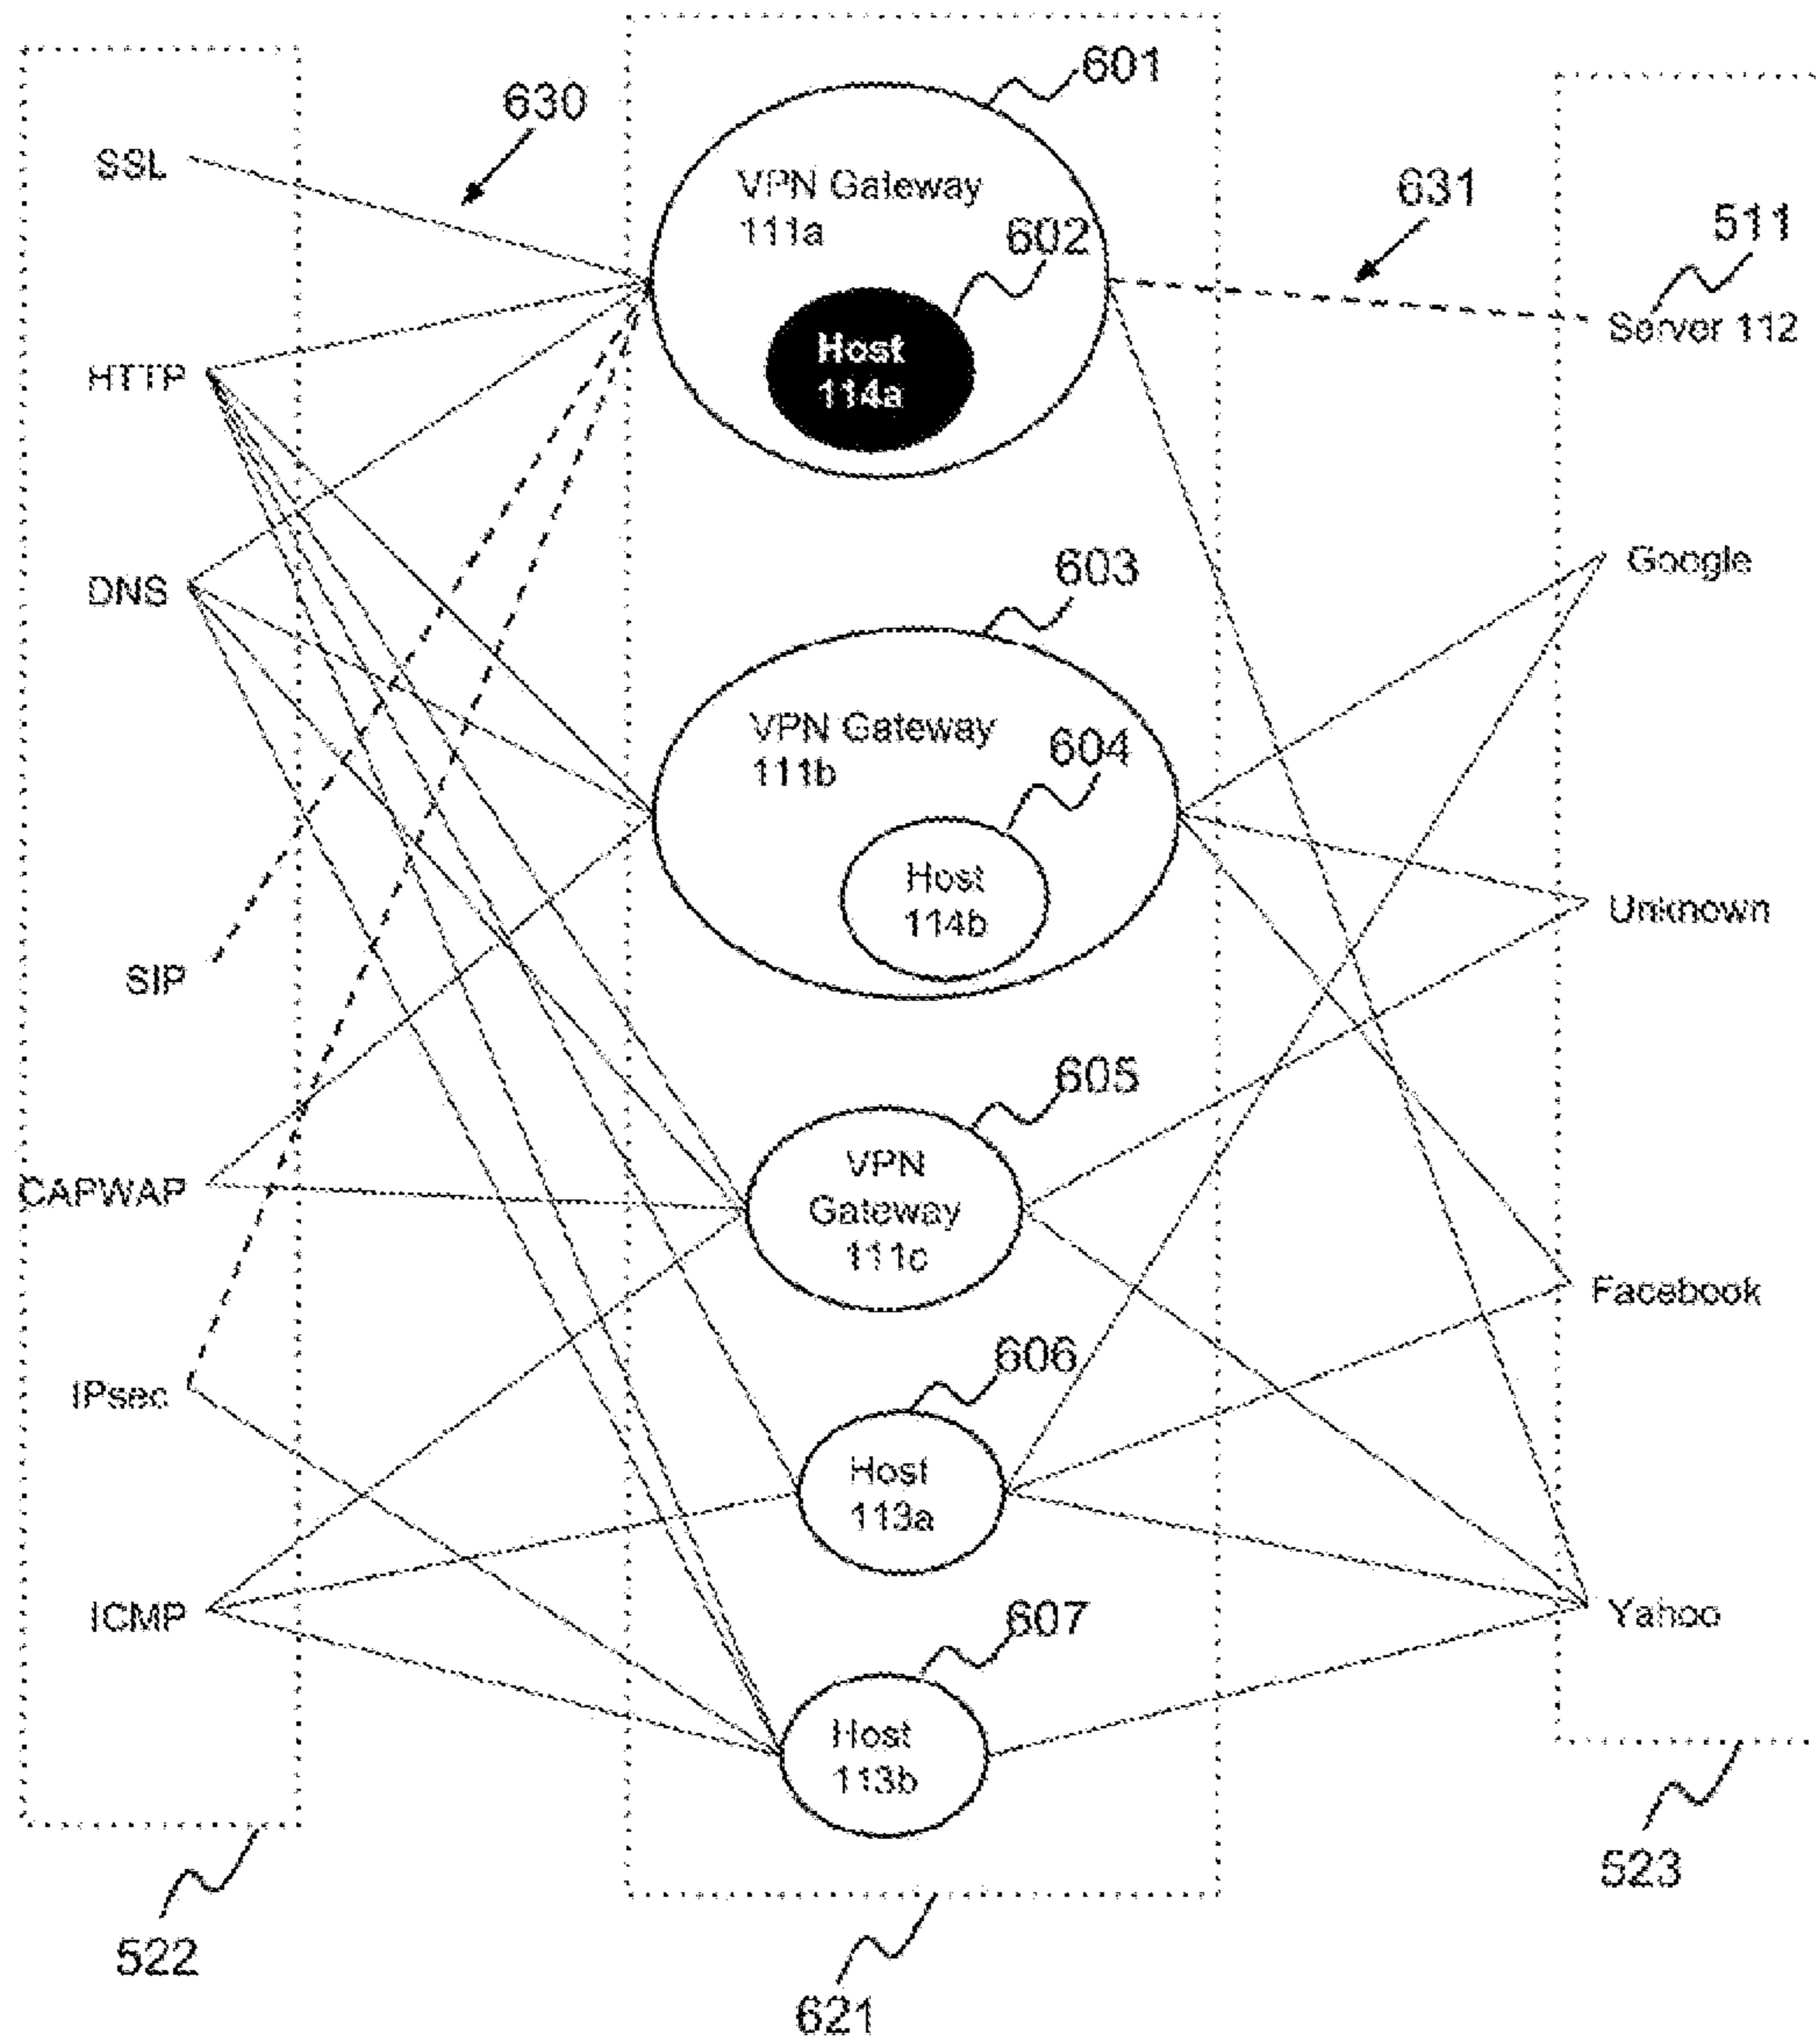 601
630
SSL
VPN Gateway
111a
631
602
511
Server 112
Host
114a
HTTP
603
Google
DNS
VPN Gateway
111b
604
Host
114b
Unknown
SIP
605
VPN
Gateway
111c
CAPWAP
Facebook
606
IPsec
Host
113a
607
ICMP
Yahoo
Host
113b
523
522
621